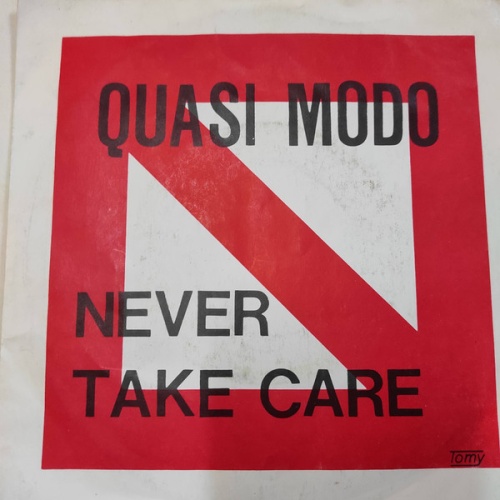 QUASI MODO
NEVER
TAKE CARE
Tomy